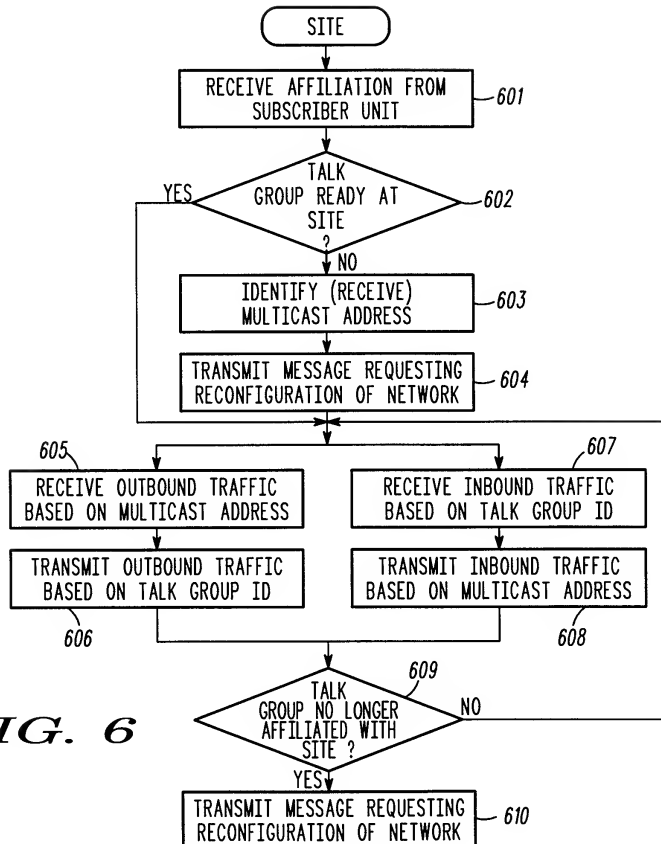 SITE
RECEIVE AFFILIATION FROM
SUBSCRIBER UNIT
601
TALK
GROUP READY AT
SITE
?
602
YES
NO
IDENTIFY (RECEIVE)
MULTICAST ADDRESS
603
TRANSMIT MESSAGE REQUESTING
RECONFIGURATION OF NETWORK
604
605
RECEIVE OUTBOUND TRAFFIC
BASED ON MULTICAST ADDRESS
607
RECEIVE INBOUND TRAFFIC
BASED ON TALK GROUP ID
TRANSMIT OUTBOUND TRAFFIC
BASED ON TALK GROUP ID
606
TRANSMIT INBOUND TRAFFIC
BASED ON MULTICAST ADDRESS
608
609
TALK
GROUP NO LONGER
AFFILIATED WITH
SITE ?
NO
YES
IG. 6
TRANSMIT MESSAGE REQUESTING
RECONFIGURATION OF NETWORK
610